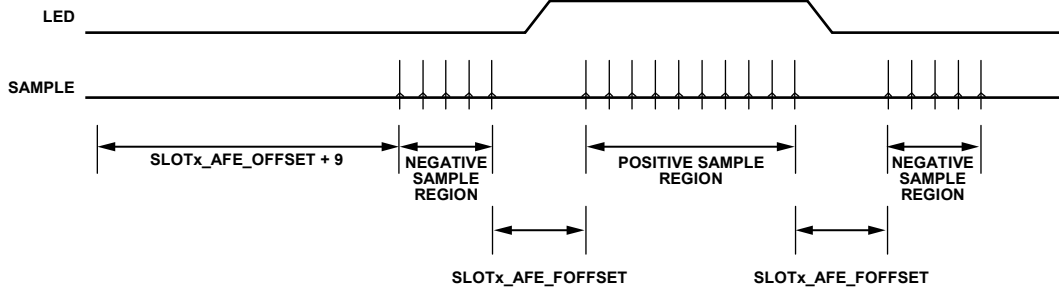 LED
SAMPLE
SLOTx_AFE_OFFSET + 9
NEGATIVE
SAMPLE
REGION
POSITIVE SAMPLE
REGION
NEGATIVE
SAMPLE
REGION
SLOTx_AFE_FOFFSET
SLOTx_AFE_FOFFSET